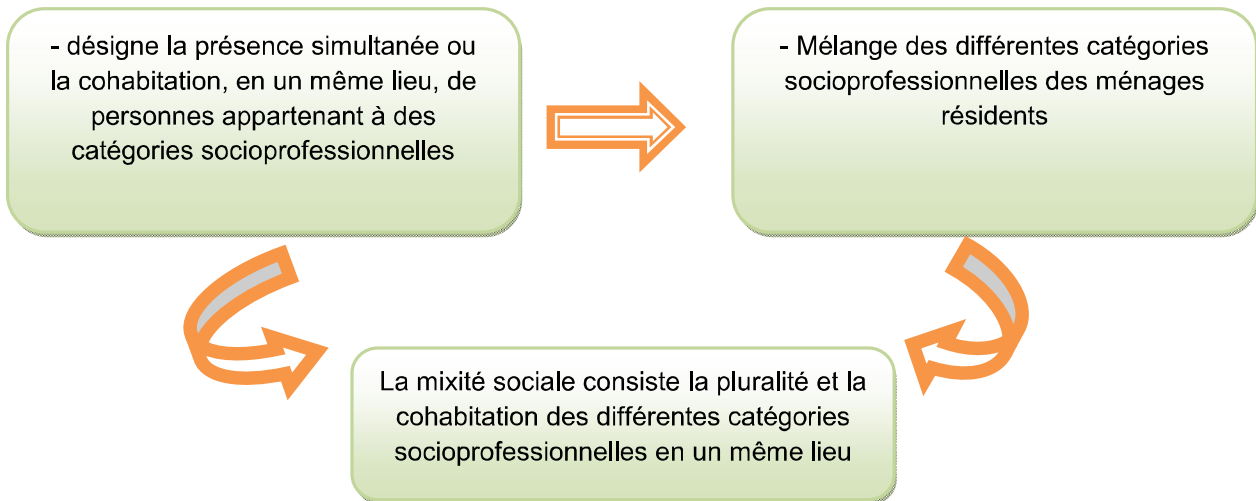 - désigne la présence simultanée ou
la cohabitation, en un même lieu, de
personnes appartenant à des
catégories socioprofessionnelles
- Mélange des différentes catégories
socioprofessionnelles des ménages
résidents
La mixité sociale consiste la pluralité et la
cohabitation des différentes catégories
socioprofessionnelles en un même lieu